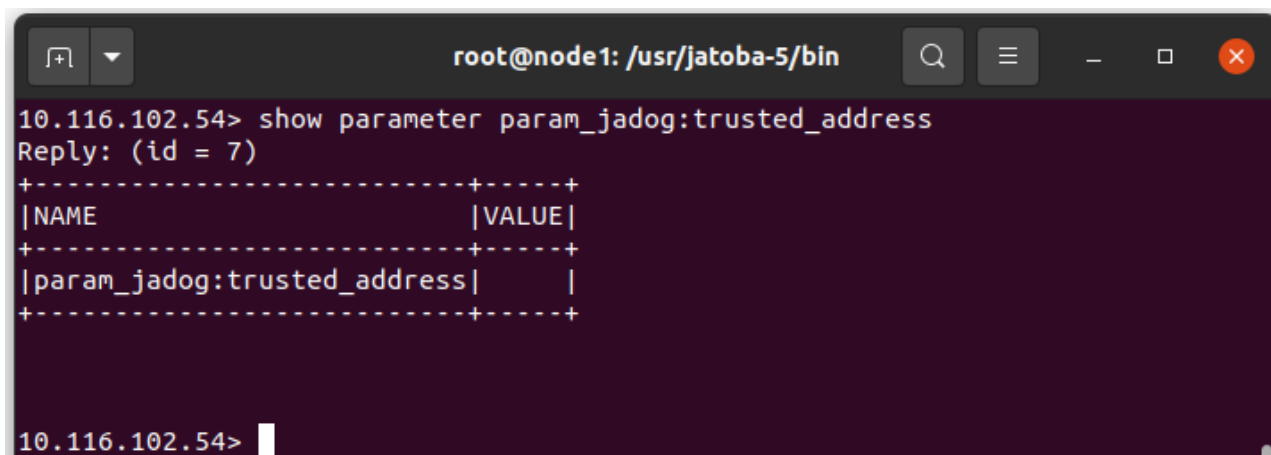 root@node1: /usr/jatoba-5/bin
10.116.102.54> show parameter param_jadog:trusted_address
Reply: (id = 7)
+---------------------------+-----+
|NAME                       |VALUE|
+---------------------------+-----+
|param_jadog:trusted_address|     |
+---------------------------+-----+
10.116.102.54>